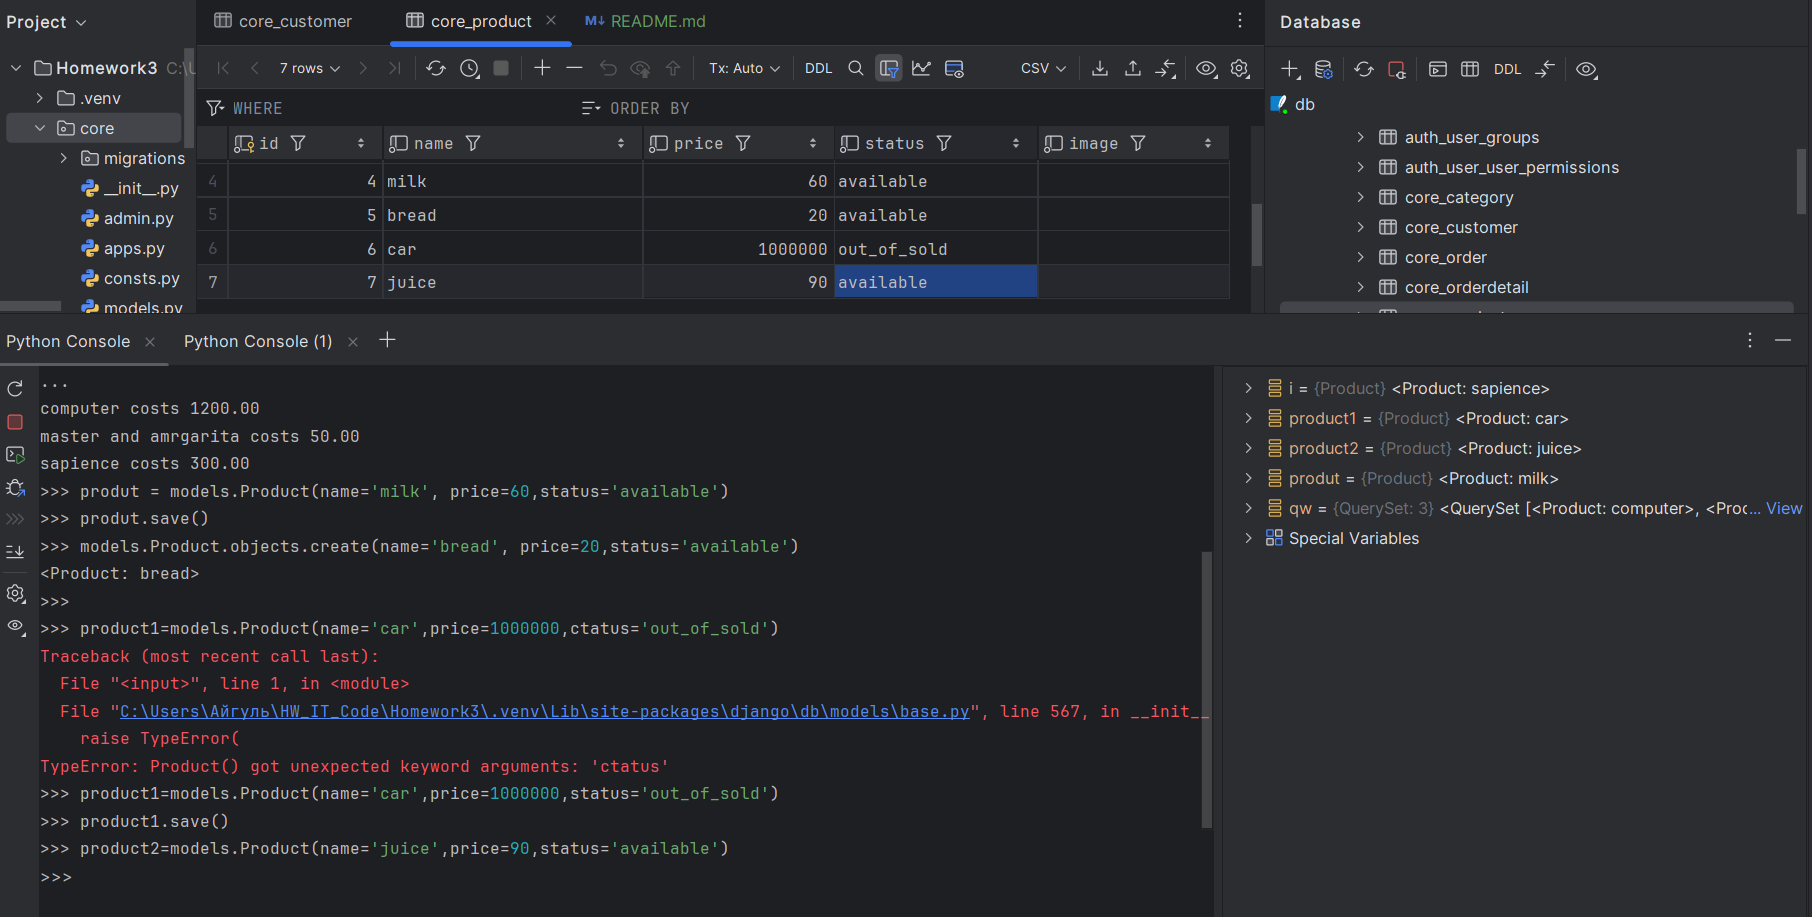 Project
core_customer
core_product
README.md
Database
Homework3 C:\U
7 rows
Tx: Auto
DDL
CSV
DDL
.venv
WHERE
ORDER BY
db
core
id
name
price
status
image
auth_user_groups
migrations
4 4 milk 60 available
auth_user_user_permissions
__init__.py
5 5 bread 20 available
core_category
admin.py
core_customer
apps.py
6 6 car 1000000 out_of_sold
core_order
consts.py
7 7 juice 90 available
core_orderdetail
models.py
Python Console
Python Console (1)
...
computer costs 1200.00
master and amrgarita costs 50.00
sapience costs 300.00
>>> produt = models.Product(name='milk', price=60,status='available')
>>> produt.save()
>>> models.Product.objects.create(name='bread', price=20,status='available')
<Product: bread>
>>>
>>> product1=models.Product(name='car',price=1000000,ctatus='out_of_sold')
Traceback (most recent call last):
File "<input>", line 1, in <module>
File "C:\Users\Айгуль\HW_IT_Code\Homework3\.venv\Lib\site-packages\django\db\models\base.py", line 567, in __init__
raise TypeError(
TypeError: Product() got unexpected keyword arguments: 'ctatus'
>>> product1=models.Product(name='car',price=1000000,status='out_of_sold')
>>> product1.save()
>>> product2=models.Product(name='juice',price=90,status='available')
>>>
i = {Product} <Product: sapience>
product1 = {Product} <Product: car>
product2 = {Product} <Product: juice>
produt = {Product} <Product: milk>
qw = {QuerySet: 3} <QuerySet [<Product: computer>, <Proc... View
Special Variables